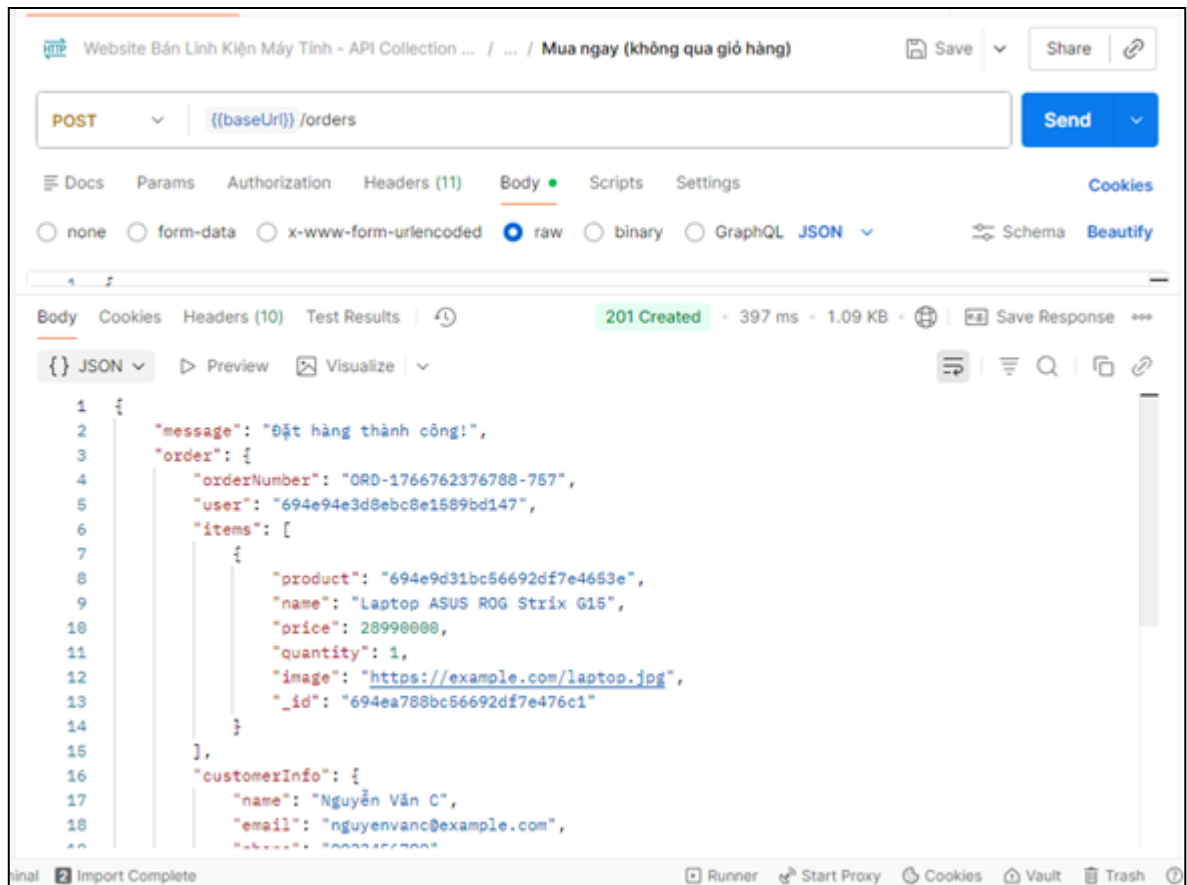 HTTP Website Bán Linh Kiện Máy Tính - API Collection ... / ... / Mua ngay (không qua giỏ hàng) Save Share
POST {{baseUrl}} /orders Send
Docs Params Authorization Headers (11) Body Scripts Settings Cookies
none form-data x-www-form-urlencoded raw binary GraphQL JSON Schema Beautify
Body Cookies Headers (10) Test Results 201 Created • 397 ms • 1.09 KB • Save Response
{} JSON Preview Visualize
1 {
2 "message": "Đặt hàng thành công!",
3 "order": {
4 "orderNumber": "ORD-1766762376788-757",
5 "user": "694e94e3d8ebc8e1589bd147",
6 "items": [
7 {
8 "product": "694e9d31bc56692df7e4653e",
9 "name": "Laptop ASUS ROG Strix G15",
10 "price": 28990000,
11 "quantity": 1,
12 "image": "https://example.com/laptop.jpg",
13 "_id": "694ea788bc56692df7e476c1"
14 }
15 ],
16 "customerInfo": {
17 "name": "Nguyễn Văn C",
18 "email": "nguyenvanc@example.com",
2 Import Complete Runner Start Proxy Cookies Vault Trash